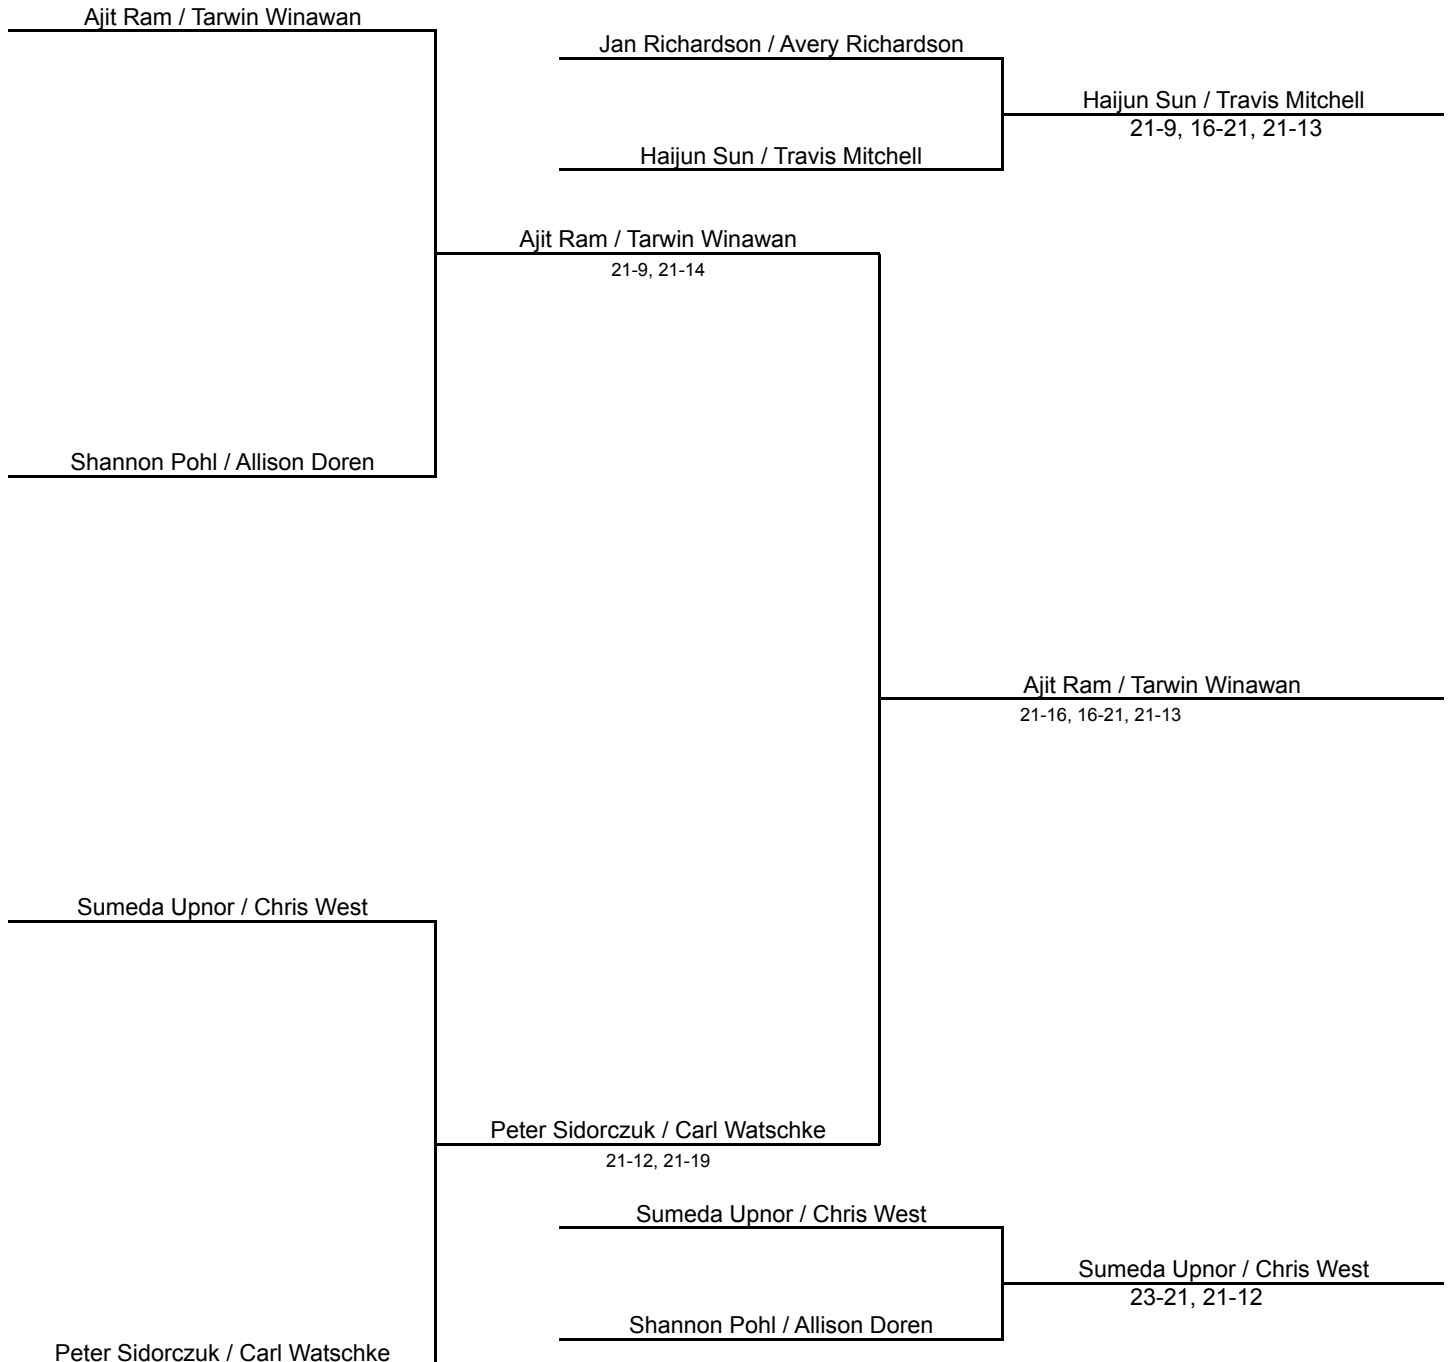 Ajit Ram / Tarwin Winawan
Jan Richardson / Avery Richardson
Haijun Sun / Travis Mitchell
21-9, 16-21, 21-13
Haijun Sun / Travis Mitchell
Ajit Ram / Tarwin Winawan
21-9, 21-14
Shannon Pohl / Allison Doren
Ajit Ram / Tarwin Winawan
21-16, 16-21, 21-13
Sumeda Upnor / Chris West
Peter Sidorczuk / Carl Watschke
21-12, 21-19
Sumeda Upnor / Chris West
Sumeda Upnor / Chris West
23-21, 21-12
Shannon Pohl / Allison Doren
Peter Sidorczuk / Carl Watschke